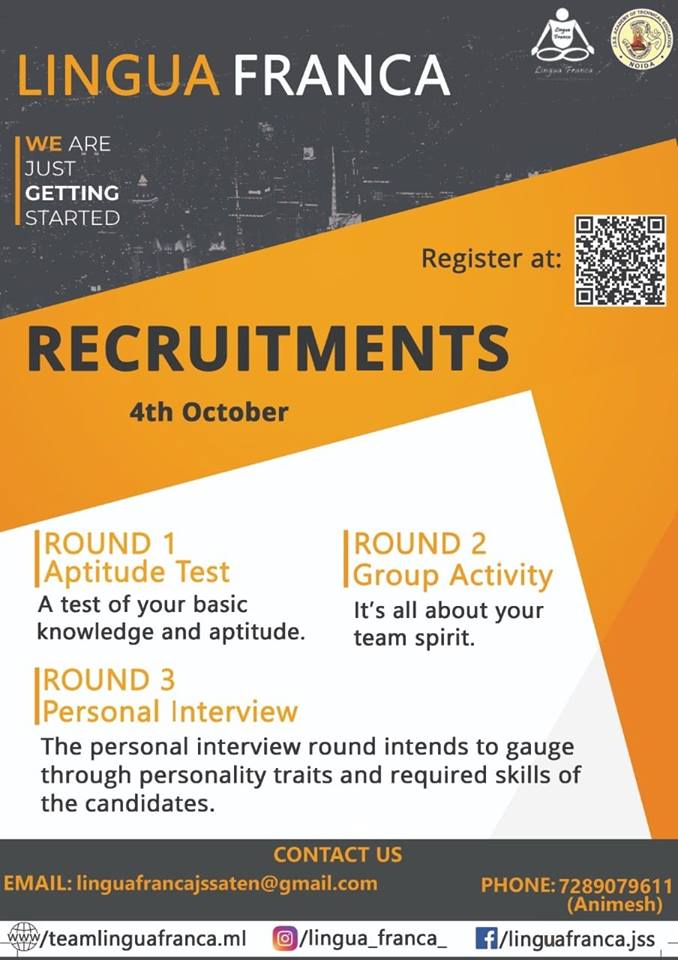 LINGUA FRANCA
Lingua
Franca
Lingua Franca
J.S.S. ACADEMY OF TECHNICAL EDUCATION
NOIDA
WE ARE
JUST
GETTING
STARTED
Register at:
RECRUITMENTS
4th October
ROUND 1
Aptitude Test
A test of your basic
knowledge and aptitude.
ROUND 2
Group Activity
It's all about your
team spirit.
ROUND 3
Personal Interview
The personal interview round intends to gauge
through personality traits and required skills of
the candidates.
CONTACT US
EMAIL: linguafrancajssaten@gmail.com
PHONE: 7289079611
(Animesh)
www/teamlinguafranca.ml
/lingua_franca_
/linguafranca.jss